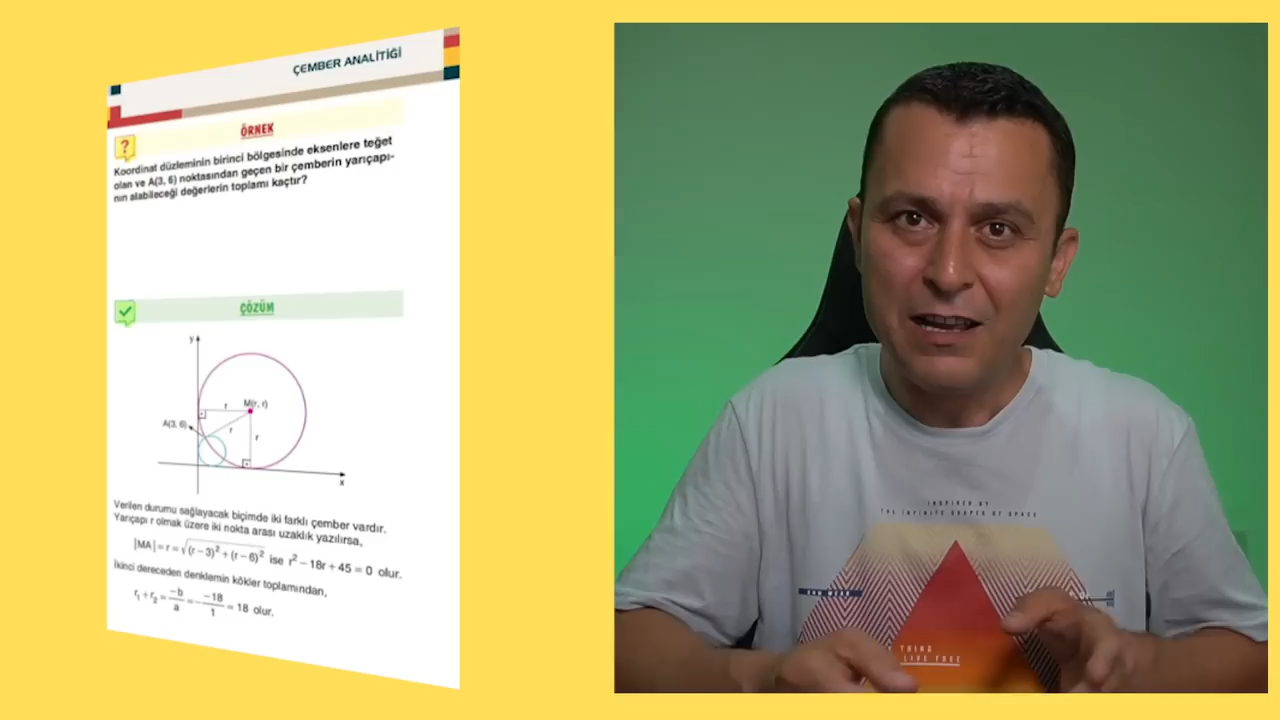 ÇEMBER ANALİTİĞİ
?
ÖRNEK
Koordinat düzleminin birinci bölgesinde eksenlere teğet
olan ve A(3, 6) noktasından geçen bir çemberin yarıçapı-
nın alabileceği değerlerin toplamı kaçtır?
ÇÖZÜM
y
r
M(r, r)
A(3, 6)
r
r
x
Verilen durumu sağlayacak biçimde iki farklı çember vardır.
Yarıçapı r olmak üzere iki nokta arası uzaklık yazılırsa,
|MA| = r = √(r – 3)² + (r – 6)² ise r² – 18r + 45 = 0 olur.
İkinci dereceden denklemin kökler toplamından,
r₁ + r₂ = –b/a = – –18/1 = 18 olur.
INSPIRED BY
THE INFINITE SHAPES OF SPACE
THING
LIVE FREE